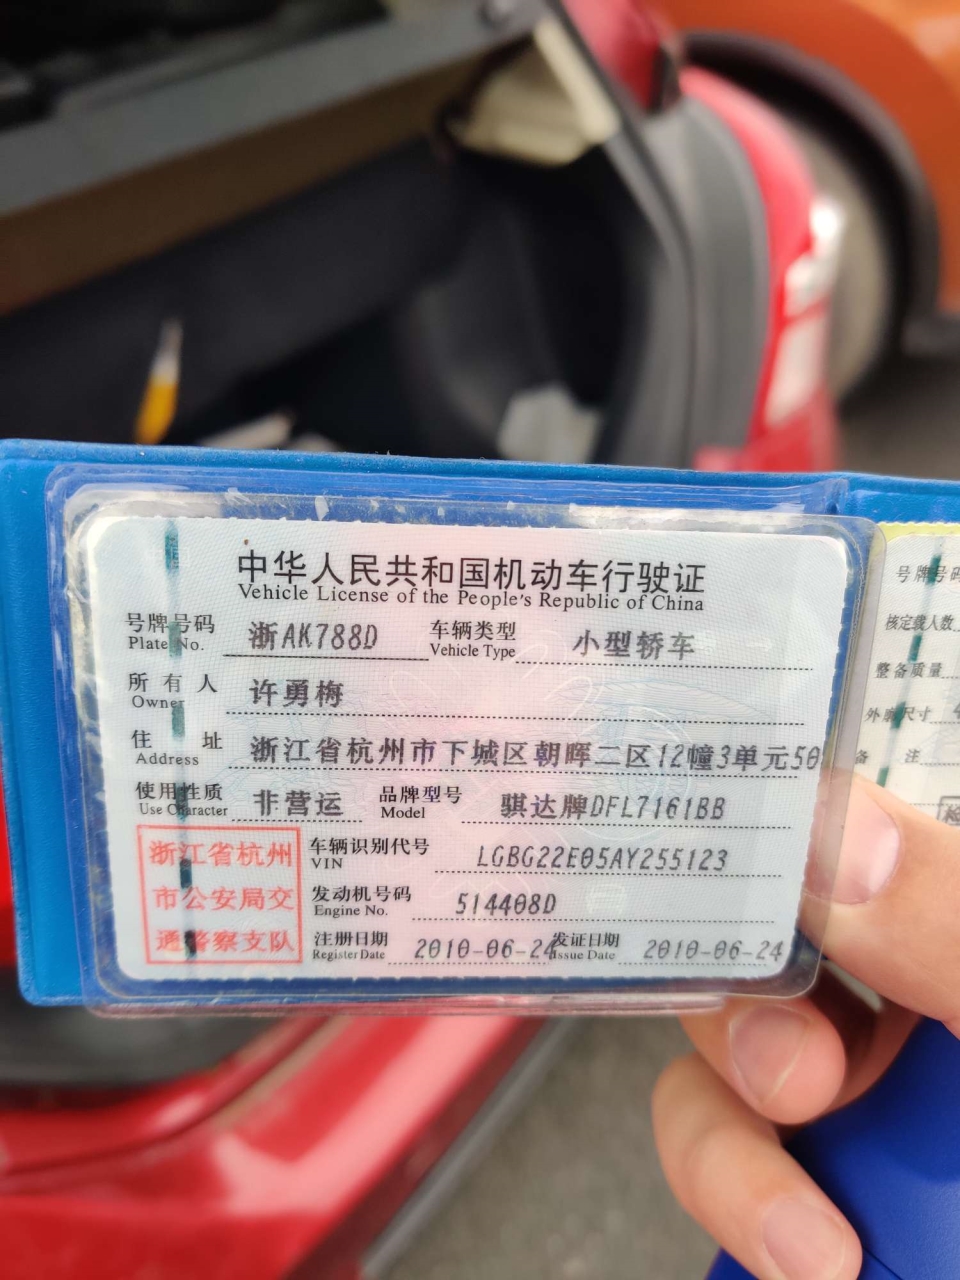 中华人民共和国机动车行驶证
Vehicle License of the People's Republic of China
号牌号码 浙AK788D 车辆类型 小型轿车
Plate No. Vehicle Type
所有人 许勇梅
Owner
住址 浙江省杭州市下城区朝晖二区12幢3单元50
Address
使用性质 非营运 品牌型号 骐达牌DFL7161BB
Use Character Model
浙江省杭州
市公安局交
通警察支队
车辆识别代号 LGBG22E05AY255123
VIN
发动机号码 514408D
Engine No.
注册日期 2010-06-24 发证日期 2010-06-24
Register Date Issue Date
号牌号码
核定载人数
整备质量
外廓尺寸 4
备注
检